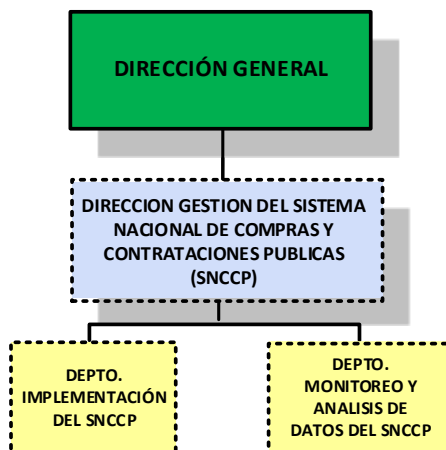 DIRECCIÓN GENERAL
DIRECCION GESTION DEL SISTEMA
NACIONAL DE COMPRAS Y
CONTRATACIONES PUBLICAS
(SNCCP)
DEPTO.
IMPLEMENTACIÓN
DEL SNCCP
DEPTO.
MONITOREO Y
ANALISIS DE
DATOS DEL SNCCP